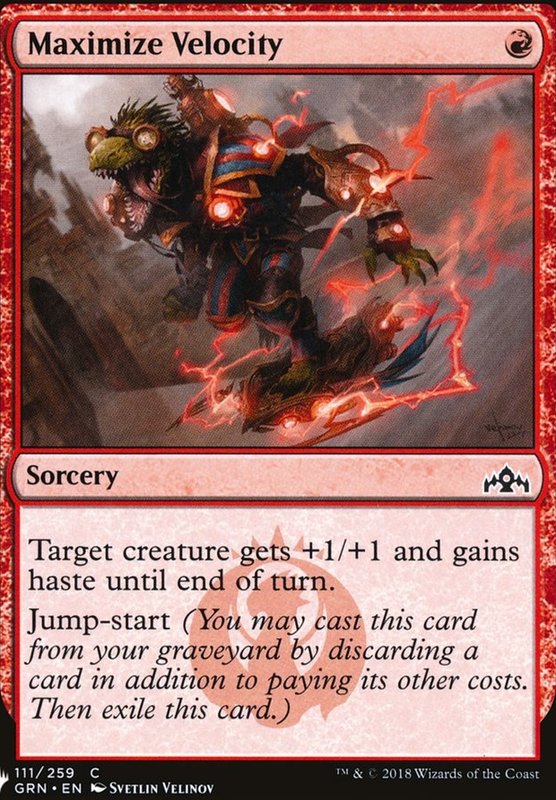 Maximize Velocity
Sorcery
Target creature gets +1/+1 and gains
haste until end of turn.
Jump-start (You may cast this card
from your graveyard by discarding a
card in addition to paying its other costs.
Then exile this card.)
111/259 C
GRN • EN SVETLIN VELINOV
™ & © 2018 Wizards of the Coast